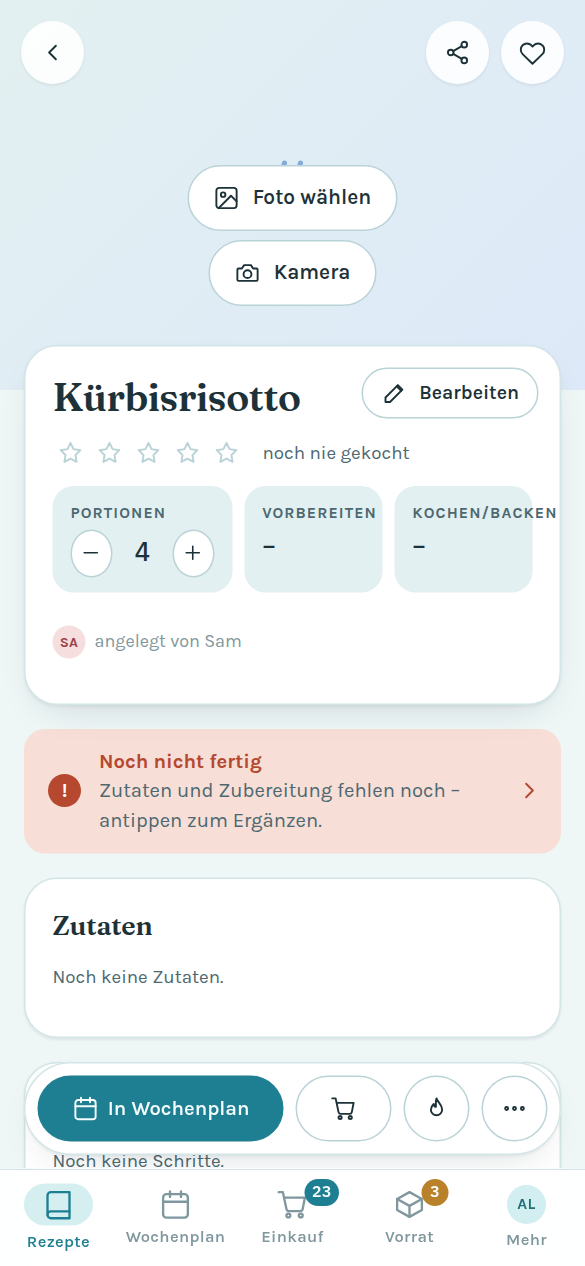 Foto wählen
Kamera
Kürbisrisotto
Bearbeiten
noch nie gekocht
PORTIONEN
VORBEREITEN
KOCHEN/BACKEN
4
–
–
SA
angelegt von Sam
Noch nicht fertig
!
Zutaten und Zubereitung fehlen noch –
antippen zum Ergänzen.
Zutaten
Noch keine Zutaten.
In Wochenplan
Noch keine Schritte.
23
3
AL
Rezepte
Wochenplan
Einkauf
Vorrat
Mehr